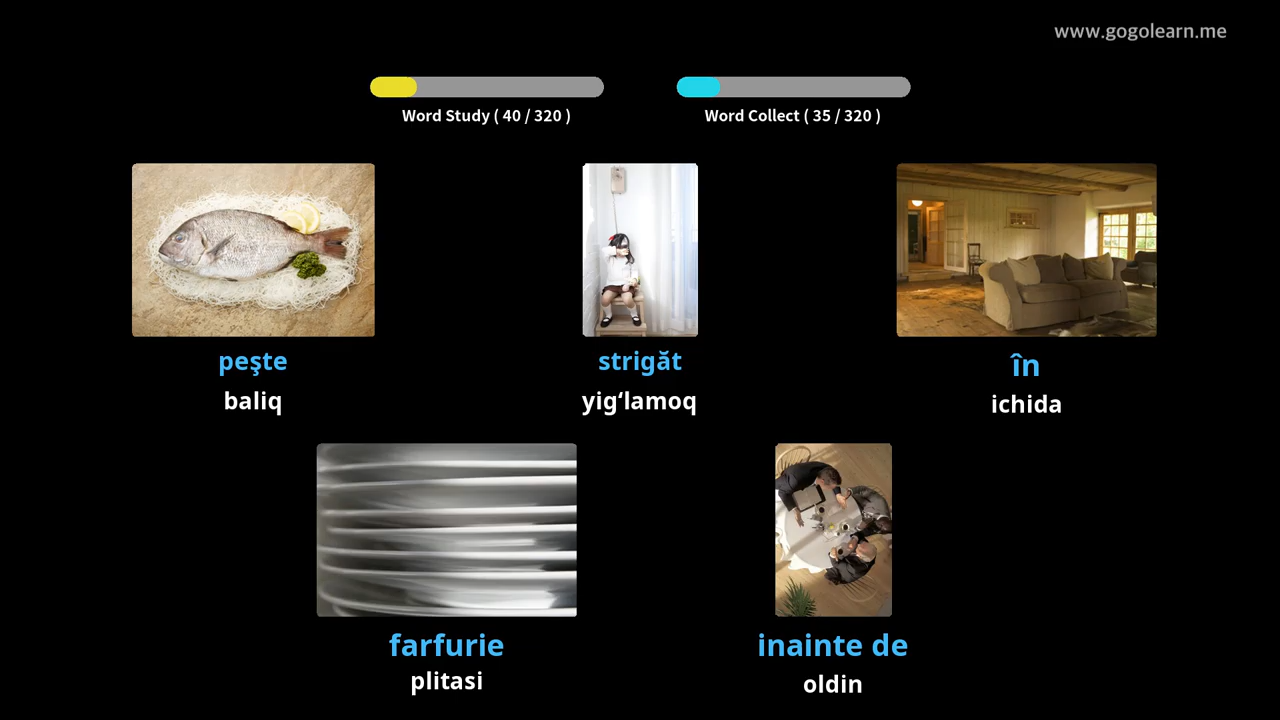 www.gogolearn.me
Word Study ( 40 / 320 )
Word Collect ( 35 / 320 )
peşte
baliq
strigăt
yig‘lamoq
în
ichida
farfurie
plitasi
inainte de
oldin